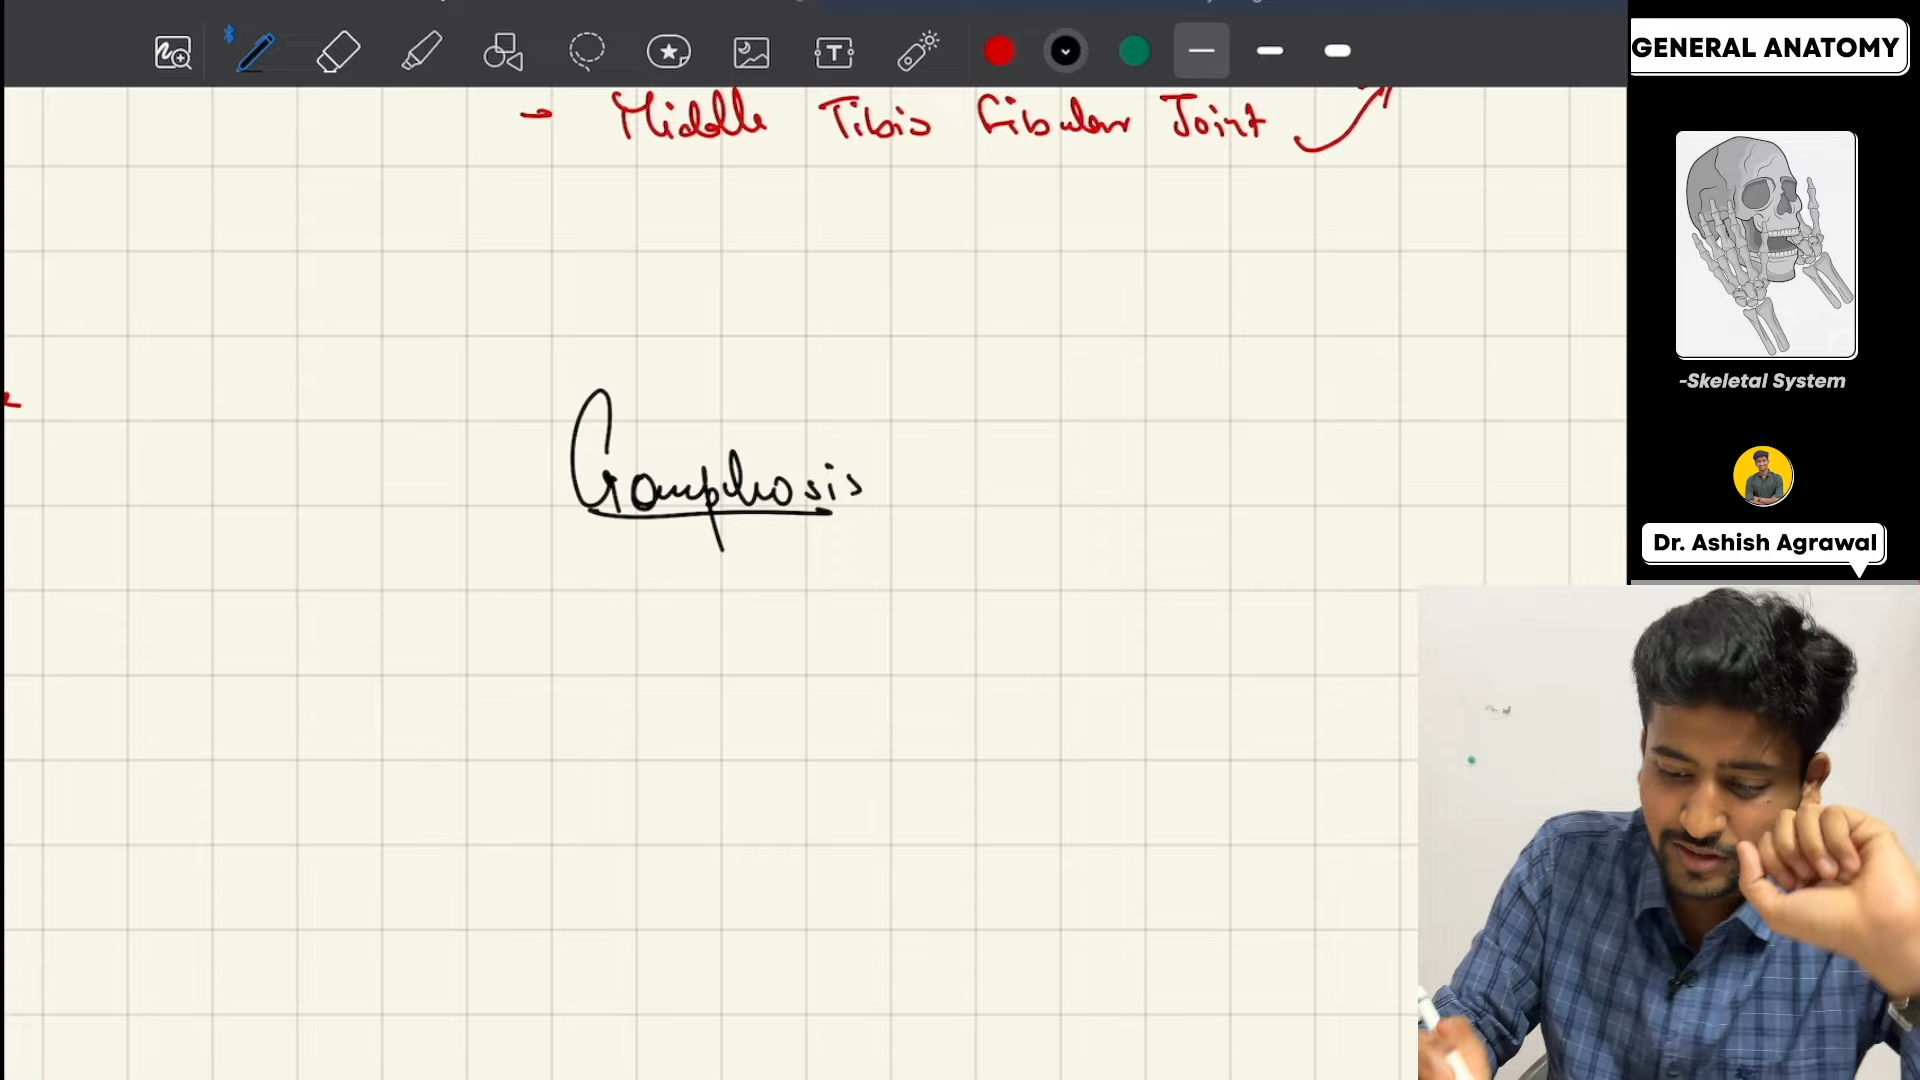 GENERAL ANATOMY
- Middle Tibio Fibular Joint
Gomphosis
-Skeletal System
Dr. Ashish Agrawal